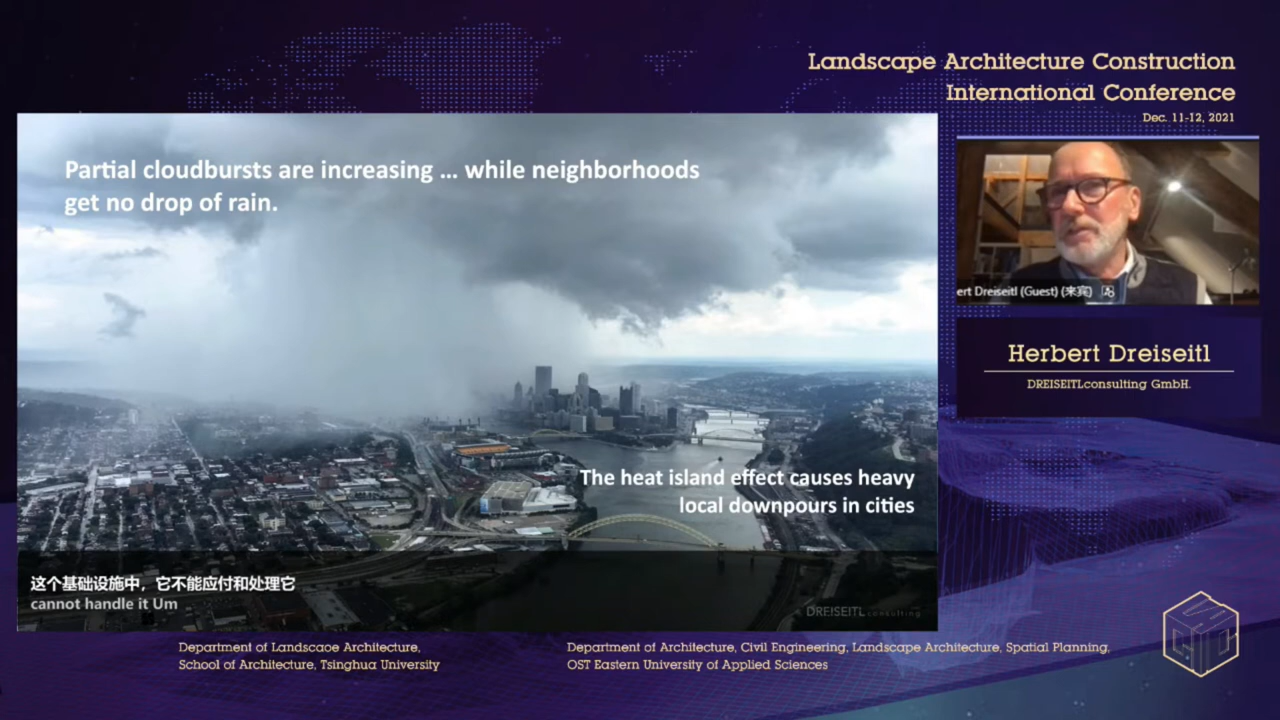 Landscape Architecture Construction
International Conference
Dec. 11-12, 2021
Partial cloudbursts are increasing ... while neighborhoods
get no drop of rain.
ert Dreiseitl (Guest) (来宾)
Herbert Dreiseitl
DREISEITLconsulting GmbH.
The heat island effect causes heavy
local downpours in cities
这个基础设施中，它不能应付和处理它
cannot handle it Um
DREISEITLconsulting
Department of Landscaoe Architecture,
School of Architecture, Tsinghua University
Department of Architecture, Civil Engineering, Landscape Architecture, Spatial Planning,
OST Eastern University of Applied Sciences